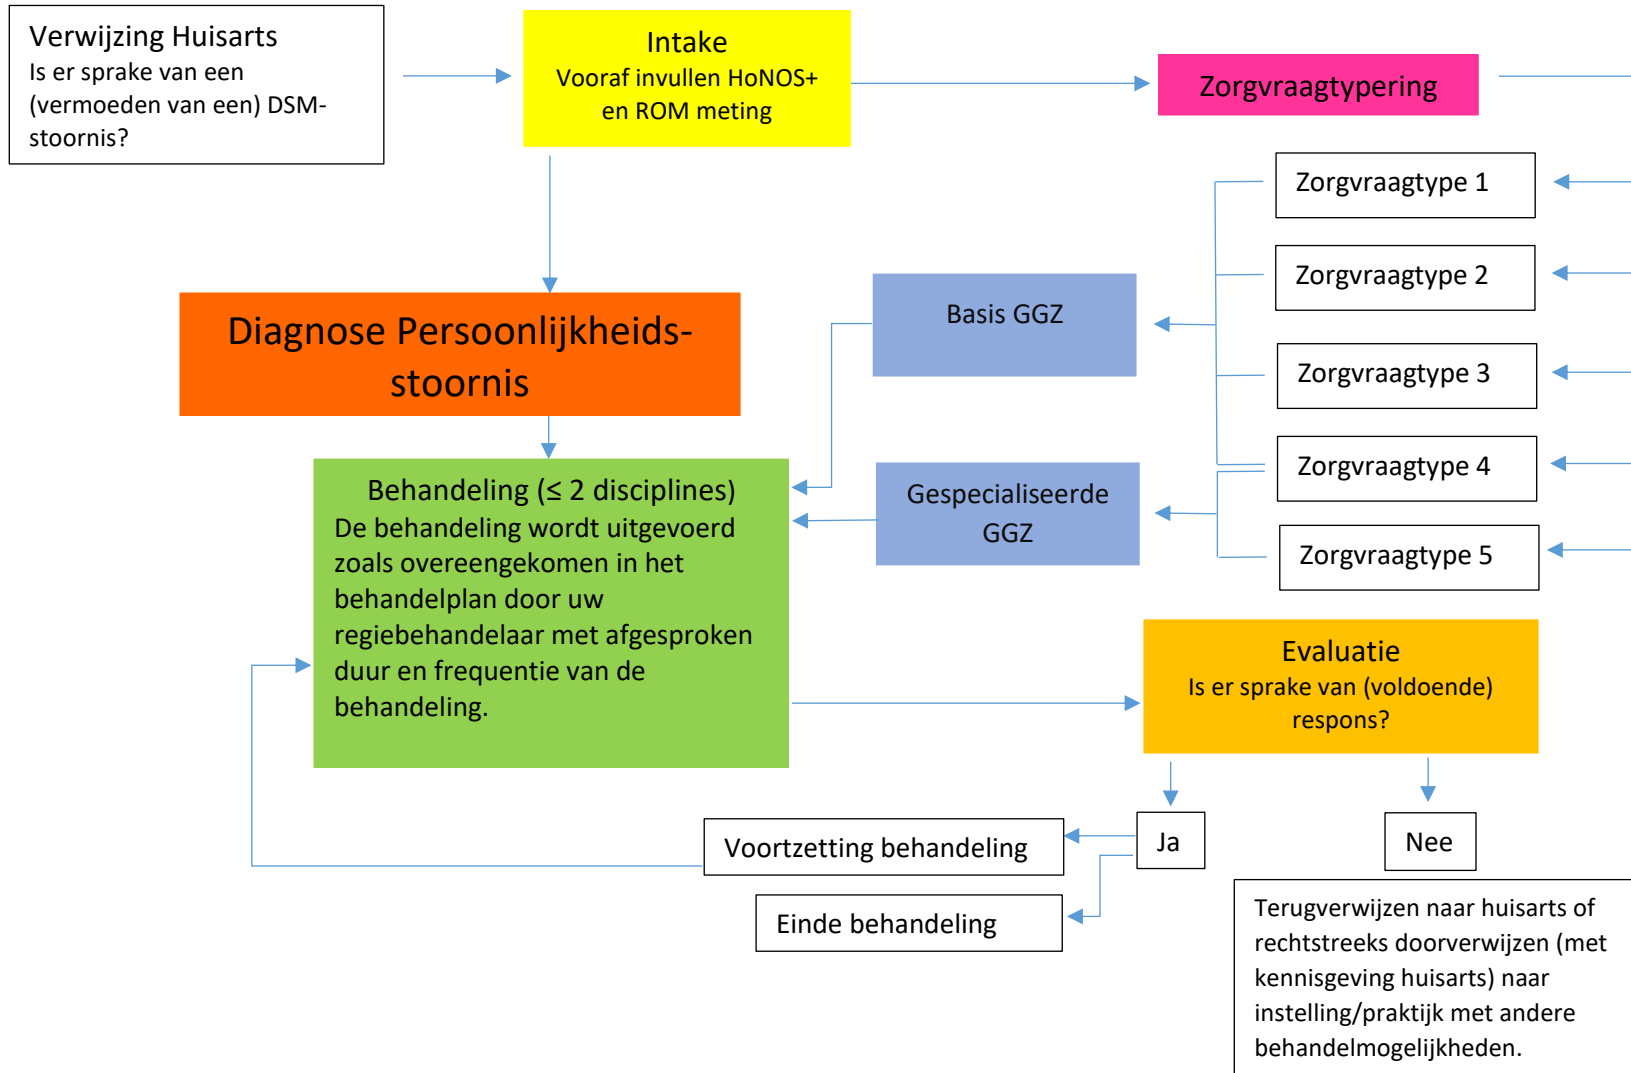 Verwijzing Huisarts
Is er sprake van een
(vermoeden van een) DSM-
stoornis?
Intake
Vooraf invullen HoNOS+
en ROM meting
Zorgvraagtypering
Zorgvraagtype 1
Zorgvraagtype 2
Zorgvraagtype 3
Zorgvraagtype 4
Zorgvraagtype 5
Basis GGZ
Gespecialiseerde
GGZ
Diagnose Persoonlijkheids-
stoornis
Behandeling (≤ 2 disciplines)
De behandeling wordt uitgevoerd
zoals overeengekomen in het
behandelplan door uw
regiebehandelaar met afgesproken
duur en frequentie van de
behandeling.
Evaluatie
Is er sprake van (voldoende)
respons?
Ja
Nee
Voortzetting behandeling
Einde behandeling
Terugverwijzen naar huisarts of
rechtstreeks doorverwijzen (met
kennisgeving huisarts) naar
instelling/praktijk met andere
behandelmogelijkheden.